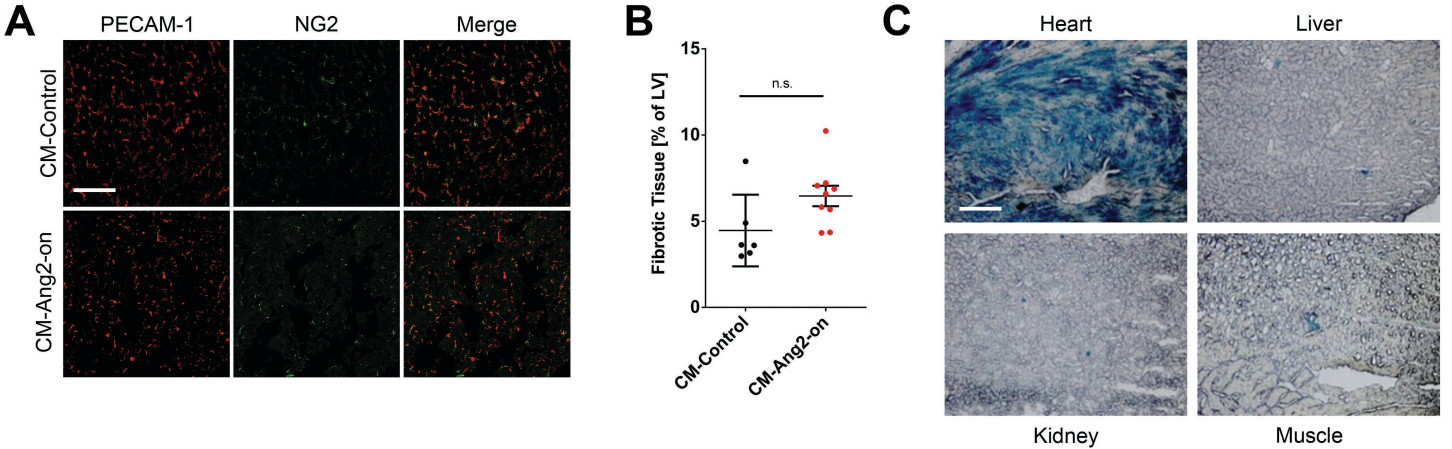 A
PECAM-1
NG2
Merge
CM-Control
CM-Ang2-on
B
Fibrotic Tissue [% of LV]
15
10
5
0
n.s.
CM-Control
CM-Ang2-on
C
Heart
Liver
Kidney
Muscle